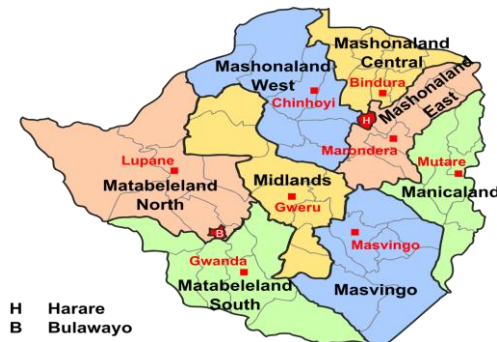 Mashonaland
Central
Bindura
Mashonaland
West
Chinhoyi
Mashonaland
East
H
Marondera
Mutare
Manicaland
Lupane
Matabeleland
North
Midlands
Gweru
B
Masvingo
Gwanda
Matabeleland
South
Masvingo
H Harare
B Bulawayo